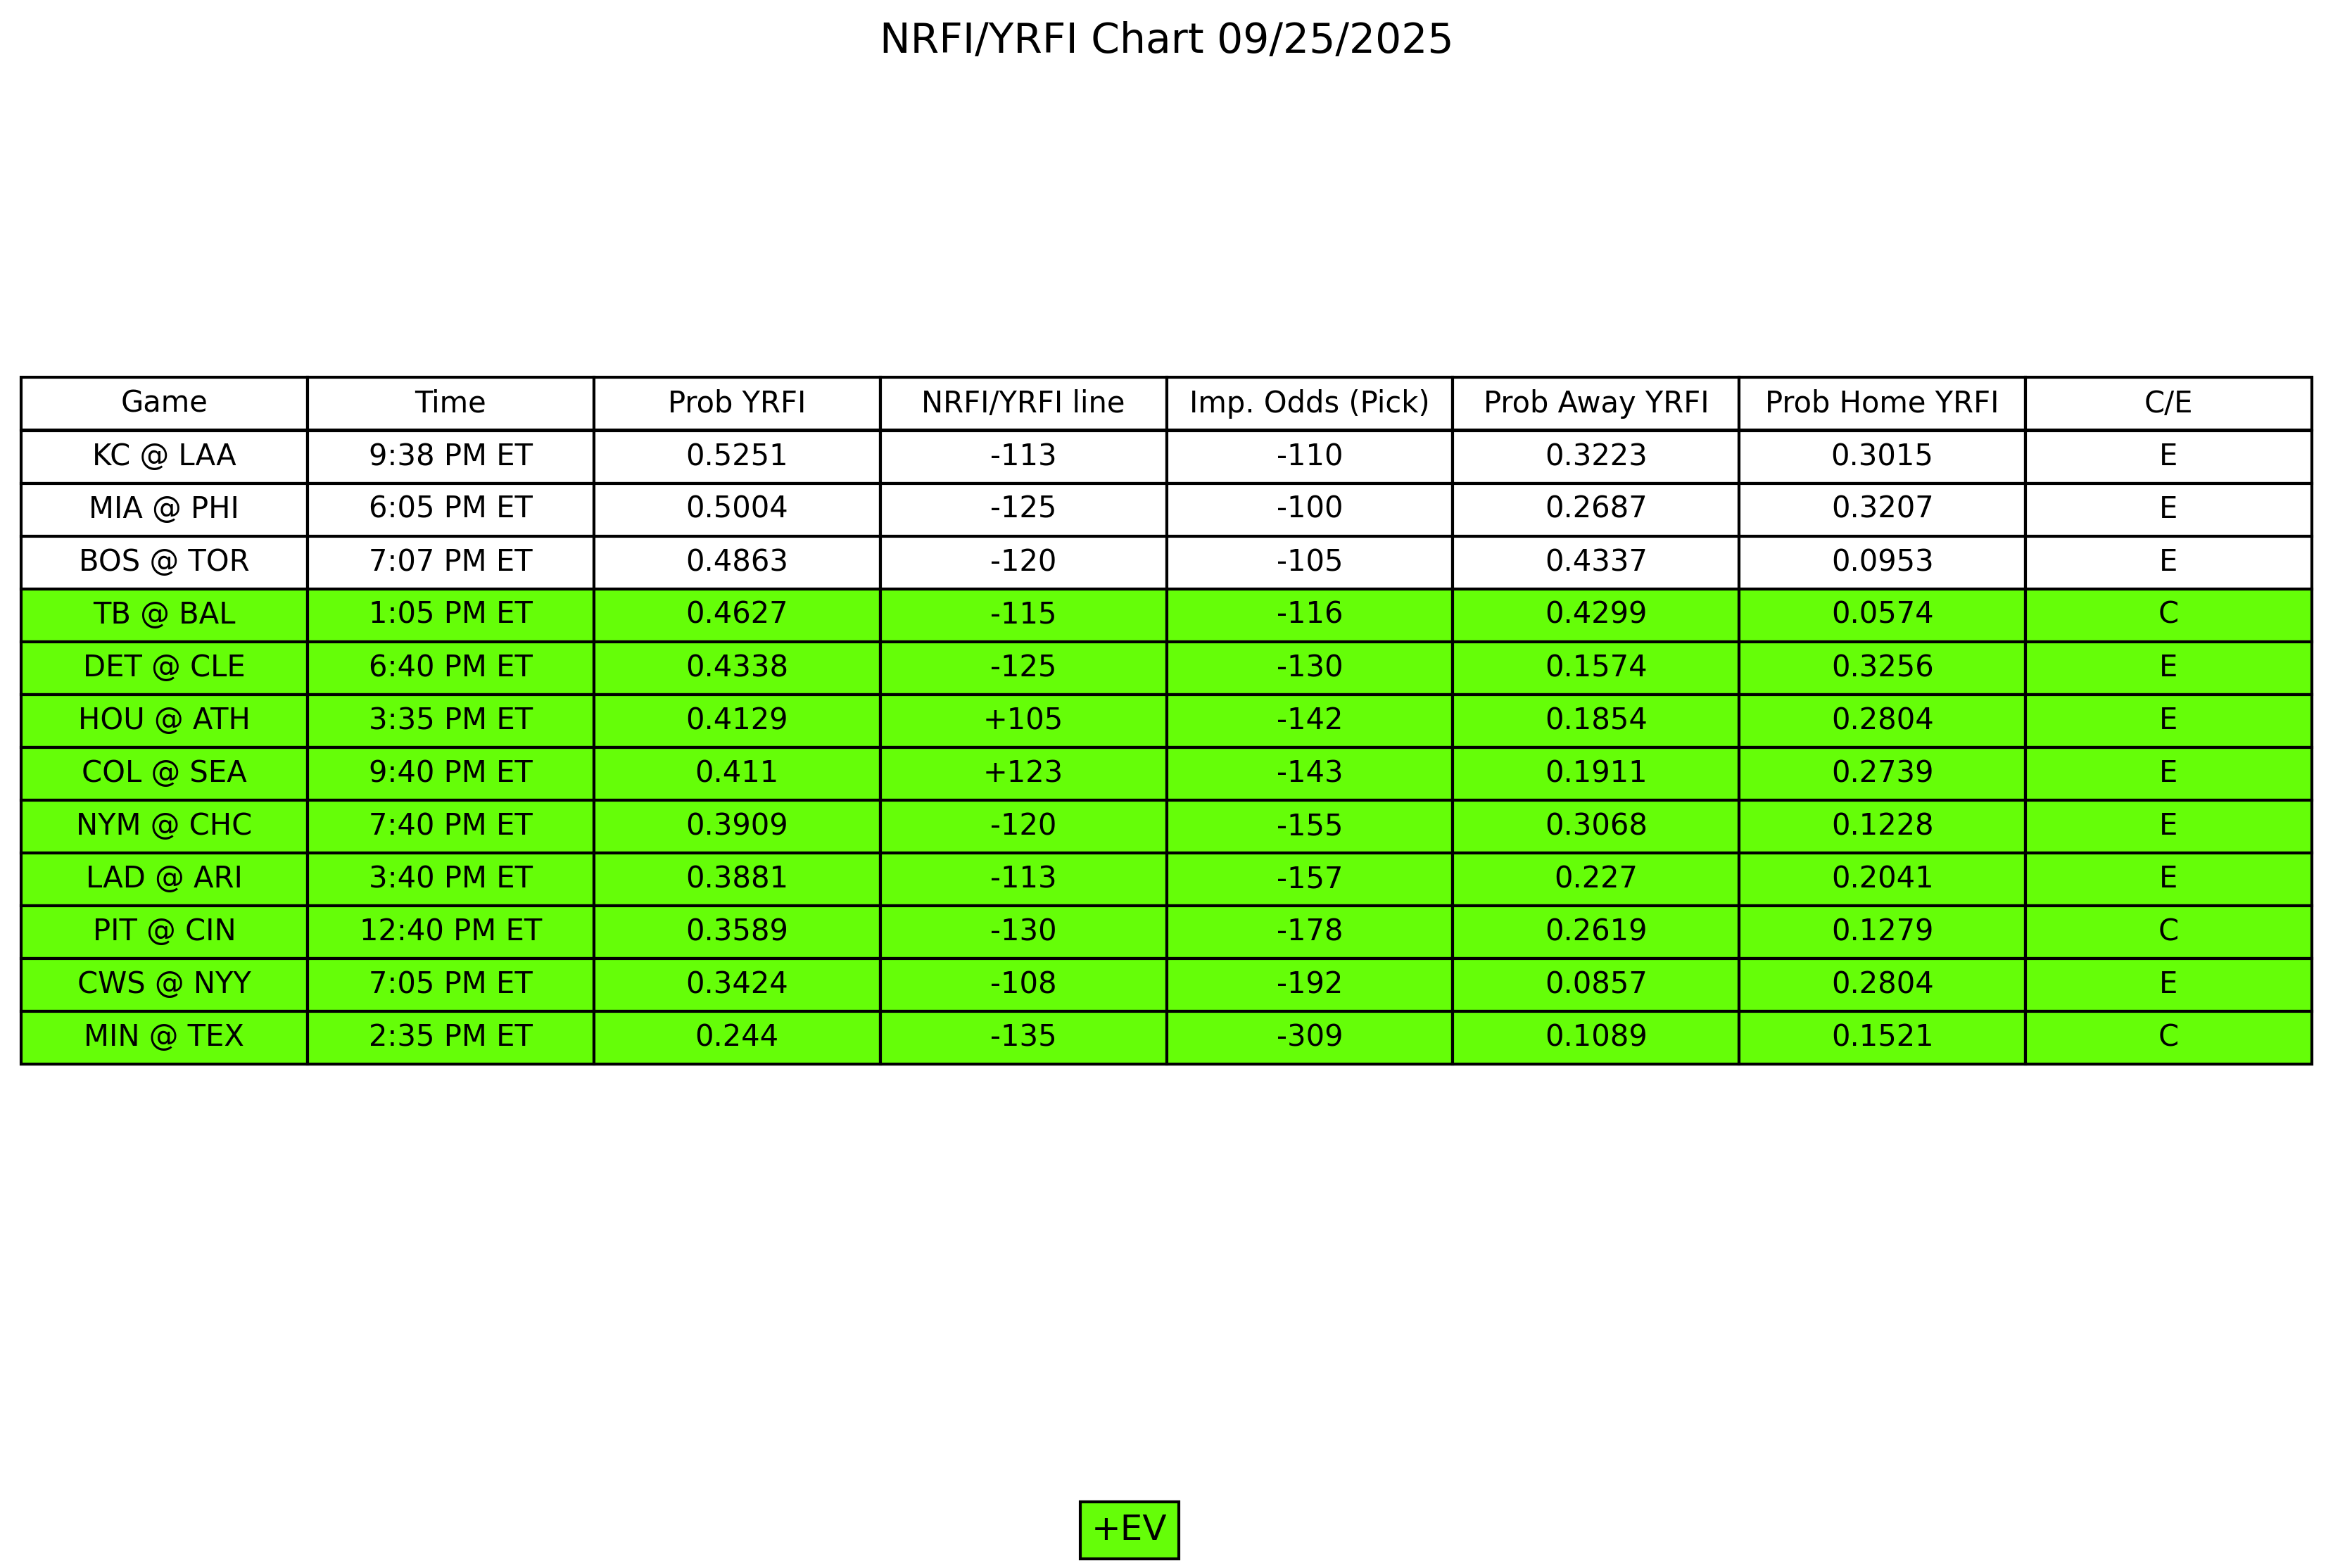 NRFI/YRFI Chart 09/25/2025
Game Time Prob YRFI NRFI/YRFI line Imp. Odds (Pick) Prob Away YRFI Prob Home YRFI C/E
KC @ LAA 9:38 PM ET 0.5251 -113 -110 0.3223 0.3015 E
MIA @ PHI 6:05 PM ET 0.5004 -125 -100 0.2687 0.3207 E
BOS @ TOR 7:07 PM ET 0.4863 -120 -105 0.4337 0.0953 E
TB @ BAL 1:05 PM ET 0.4627 -115 -116 0.4299 0.0574 C
DET @ CLE 6:40 PM ET 0.4338 -125 -130 0.1574 0.3256 E
HOU @ ATH 3:35 PM ET 0.4129 +105 -142 0.1854 0.2804 E
COL @ SEA 9:40 PM ET 0.411 +123 -143 0.1911 0.2739 E
NYM @ CHC 7:40 PM ET 0.3909 -120 -155 0.3068 0.1228 E
LAD @ ARI 3:40 PM ET 0.3881 -113 -157 0.227 0.2041 E
PIT @ CIN 12:40 PM ET 0.3589 -130 -178 0.2619 0.1279 C
CWS @ NYY 7:05 PM ET 0.3424 -108 -192 0.0857 0.2804 E
MIN @ TEX 2:35 PM ET 0.244 -135 -309 0.1089 0.1521 C
+EV